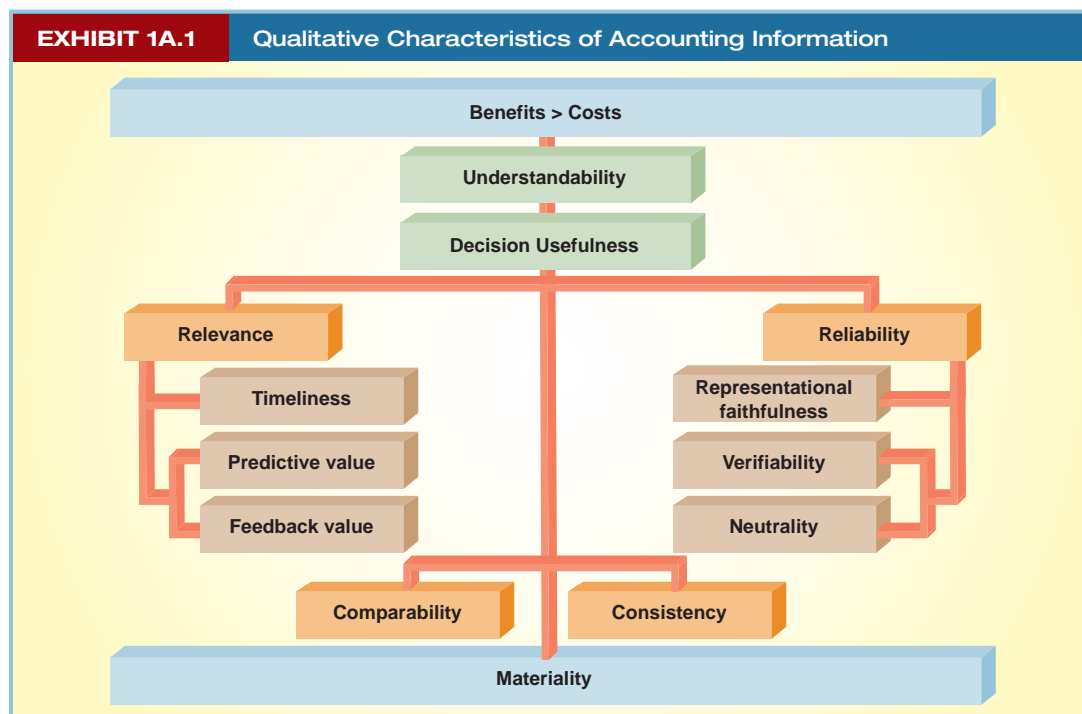 EXHIBIT 1A.1
Qualitative Characteristics of Accounting Information
Benefits > Costs
Understandability
Decision Usefulness
Relevance
Reliability
Timeliness
Representational
faithfulness
Predictive value
Verifiability
Feedback value
Neutrality
Comparability
Consistency
Materiality